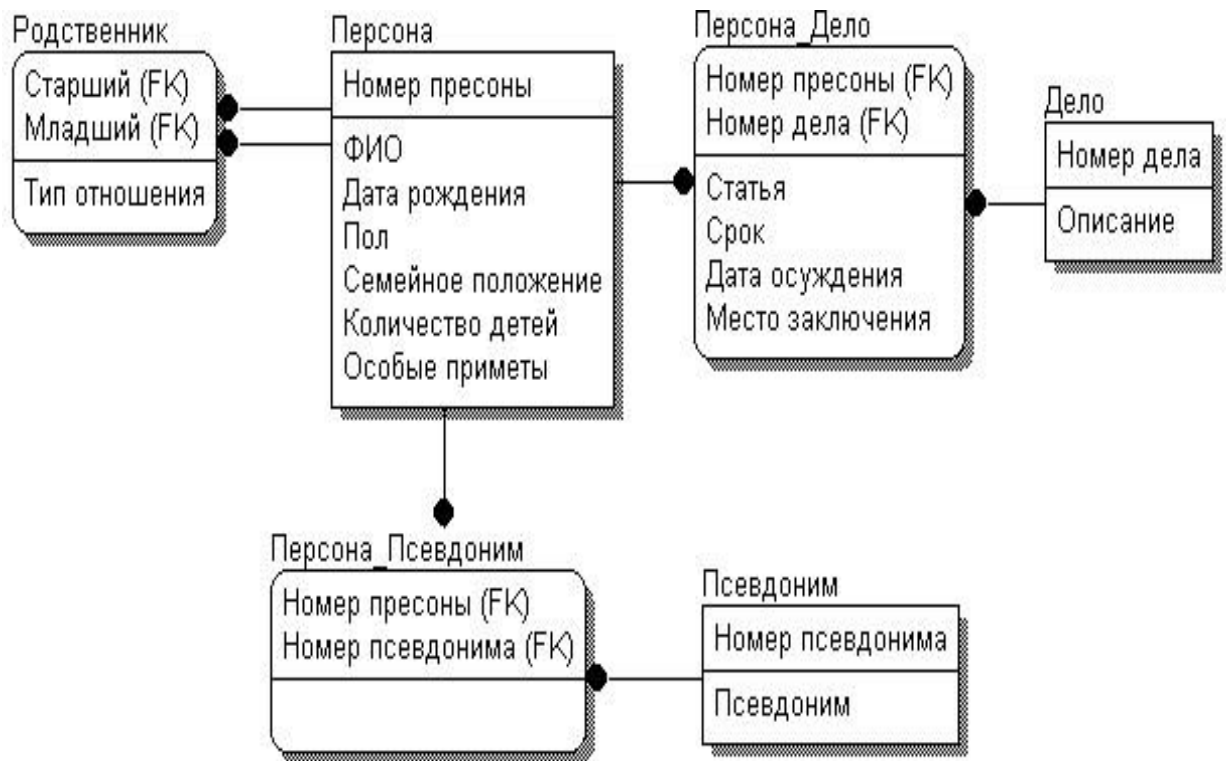 Родственник
Старший (FK)
Младший (FK)
Тип отношения
Персона
Номер пресоны
ФИО
Дата рождения
Пол
Семейное положение
Количество детей
Особые приметы
Персона_Дело
Номер пресоны (FK)
Номер дела (FK)
Статья
Срок
Дата осуждения
Место заключения
Дело
Номер дела
Описание
Персона_Псевдоним
Номер пресоны (FK)
Номер псевдонима (FK)
Псевдоним
Номер псевдонима
Псевдоним